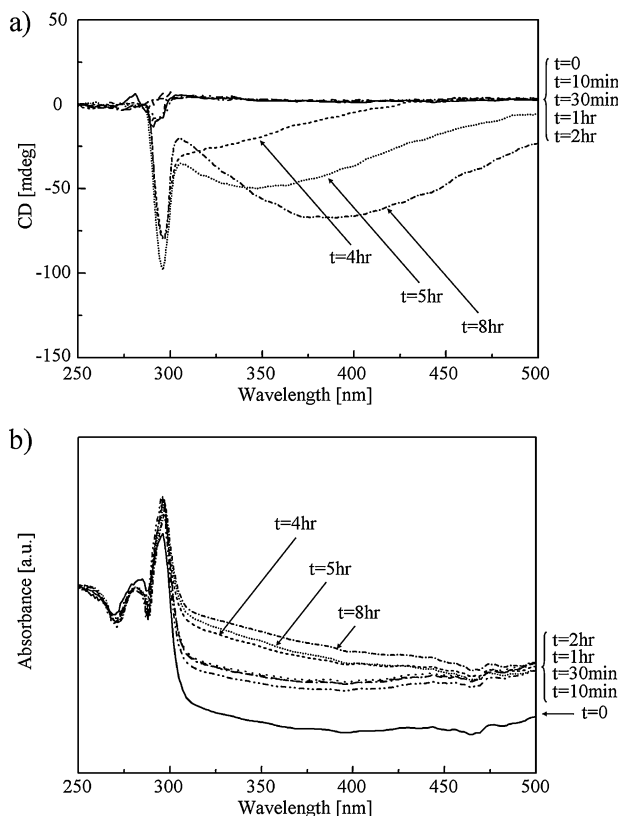 a)
50
0
-50
-100
-150
CD [mdeg]
t=0
t=10min
t=30min
t=1hr
t=2hr
t=4hr
t=5hr
t=8hr
250 300 350 400 450 500
Wavelength [nm]
b)
Absorbance [a.u.]
t=4hr
t=5hr
t=8hr
t=2hr
t=1hr
t=30min
t=10min
t=0
250 300 350 400 450 500
Wavelength [nm]